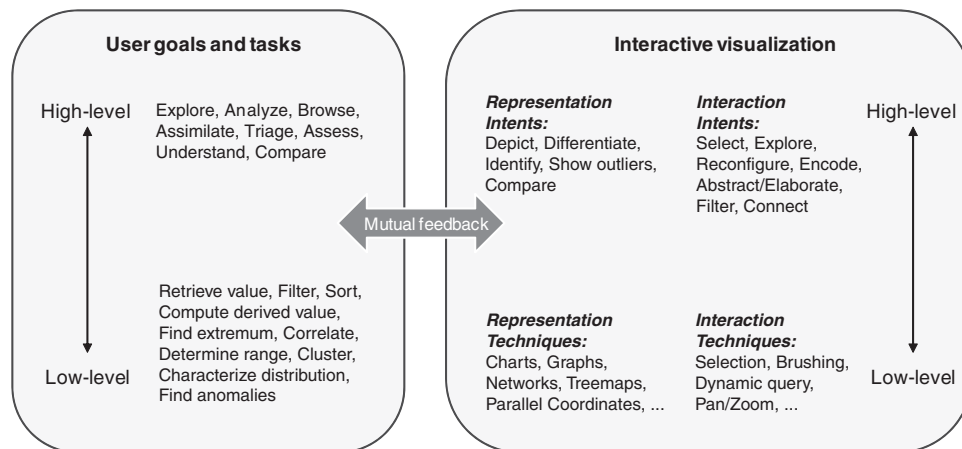 User goals and tasks
High-level
Explore, Analyze, Browse,
Assimilate, Triage, Assess,
Understand, Compare
Retrieve value, Filter, Sort,
Compute derived value,
Find extremum, Correlate,
Determine range, Cluster,
Characterize distribution,
Find anomalies
Low-level
Mutual feedback
Interactive visualization
Representation
Intents:
Depict, Differentiate,
Identify, Show outliers,
Compare
Interaction
Intents:
Select, Explore,
Reconfigure, Encode,
Abstract/Elaborate,
Filter, Connect
High-level
Representation
Techniques:
Charts, Graphs,
Networks, Treemaps,
Parallel Coordinates, ...
Interaction
Techniques:
Selection, Brushing,
Dynamic query,
Pan/Zoom, ...
Low-level